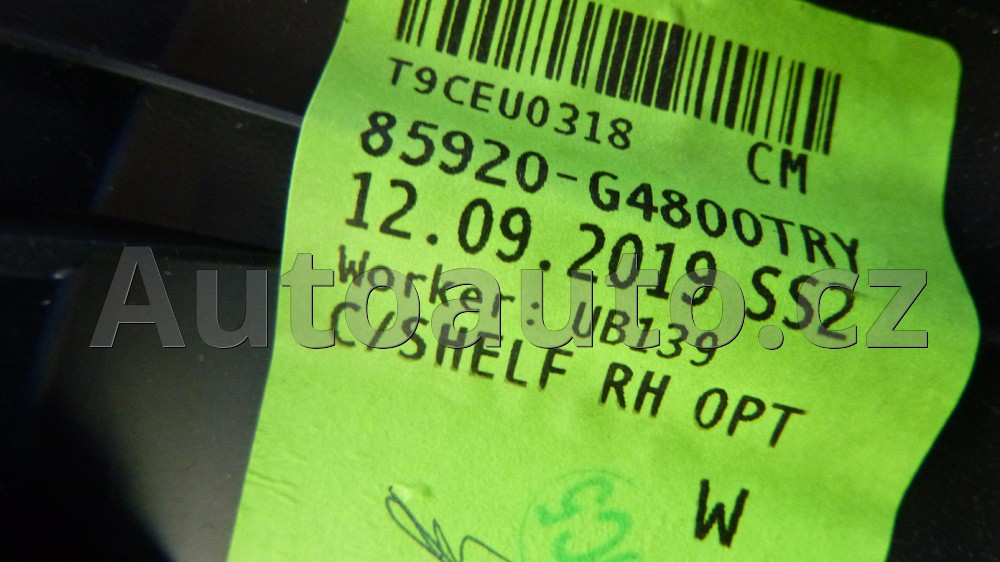 T9CEU0318
CM
85920-G4800TRY
12.09.2019 SS2
Worker: UB139
C/SHELF RH OPT
W
Autoauto.cz